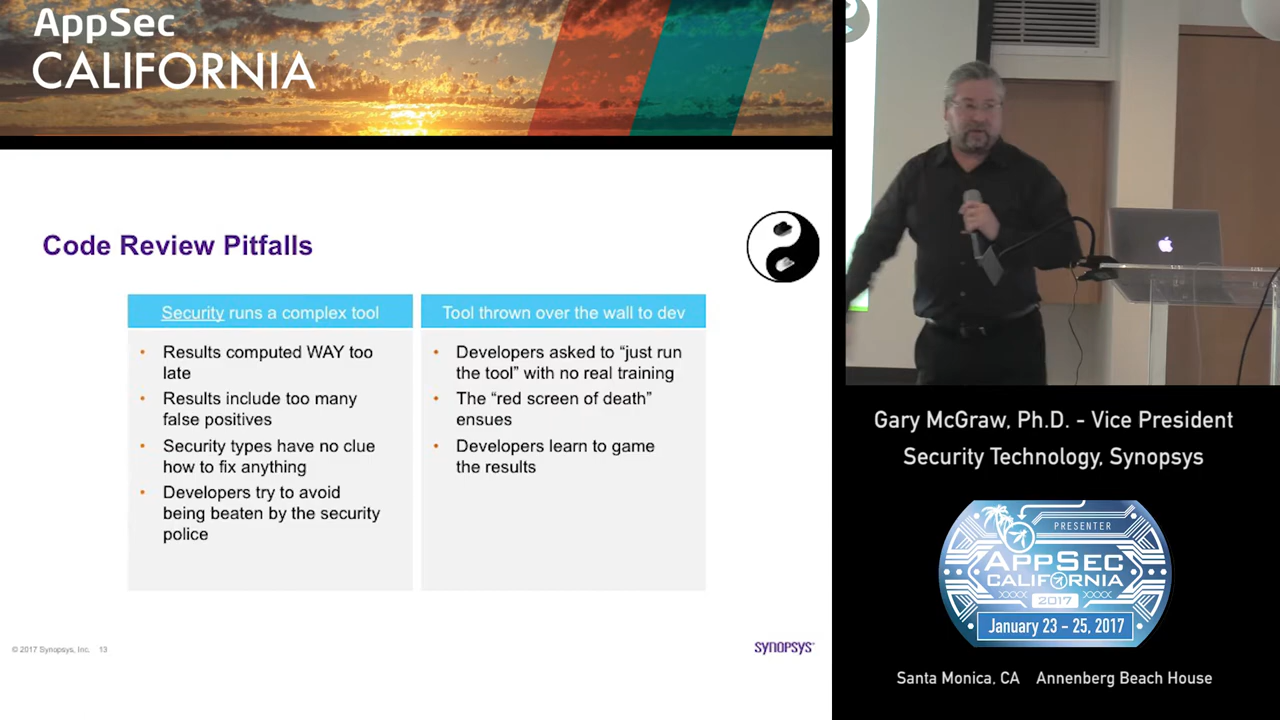 AppSec
CALIFORNIA
Code Review Pitfalls
Security runs a complex tool
• Results computed WAY too
late
• Results include too many
false positives
• Security types have no clue
how to fix anything
• Developers try to avoid
being beaten by the security
police
Tool thrown over the wall to dev
• Developers asked to “just run
the tool” with no real training
• The “red screen of death”
ensues
• Developers learn to game
the results
© 2017 Synopsys, Inc. 13
SYNOPSYS®
Gary McGraw, Ph.D. - Vice President
Security Technology, Synopsys
PRESENTER
APPSEC
CALIFORNIA
2017
January 23 - 25, 2017
Santa Monica, CA Annenberg Beach House